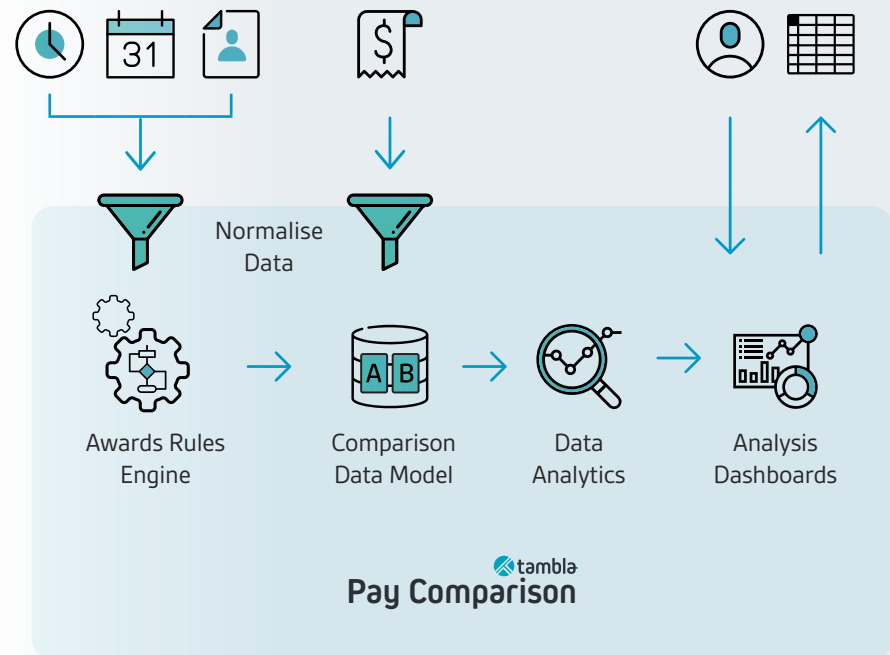 31
$
Normalise
Data
A B
Awards Rules
Engine
Comparison
Data Model
Data
Analytics
Analysis
Dashboards
tambla
Pay Comparison